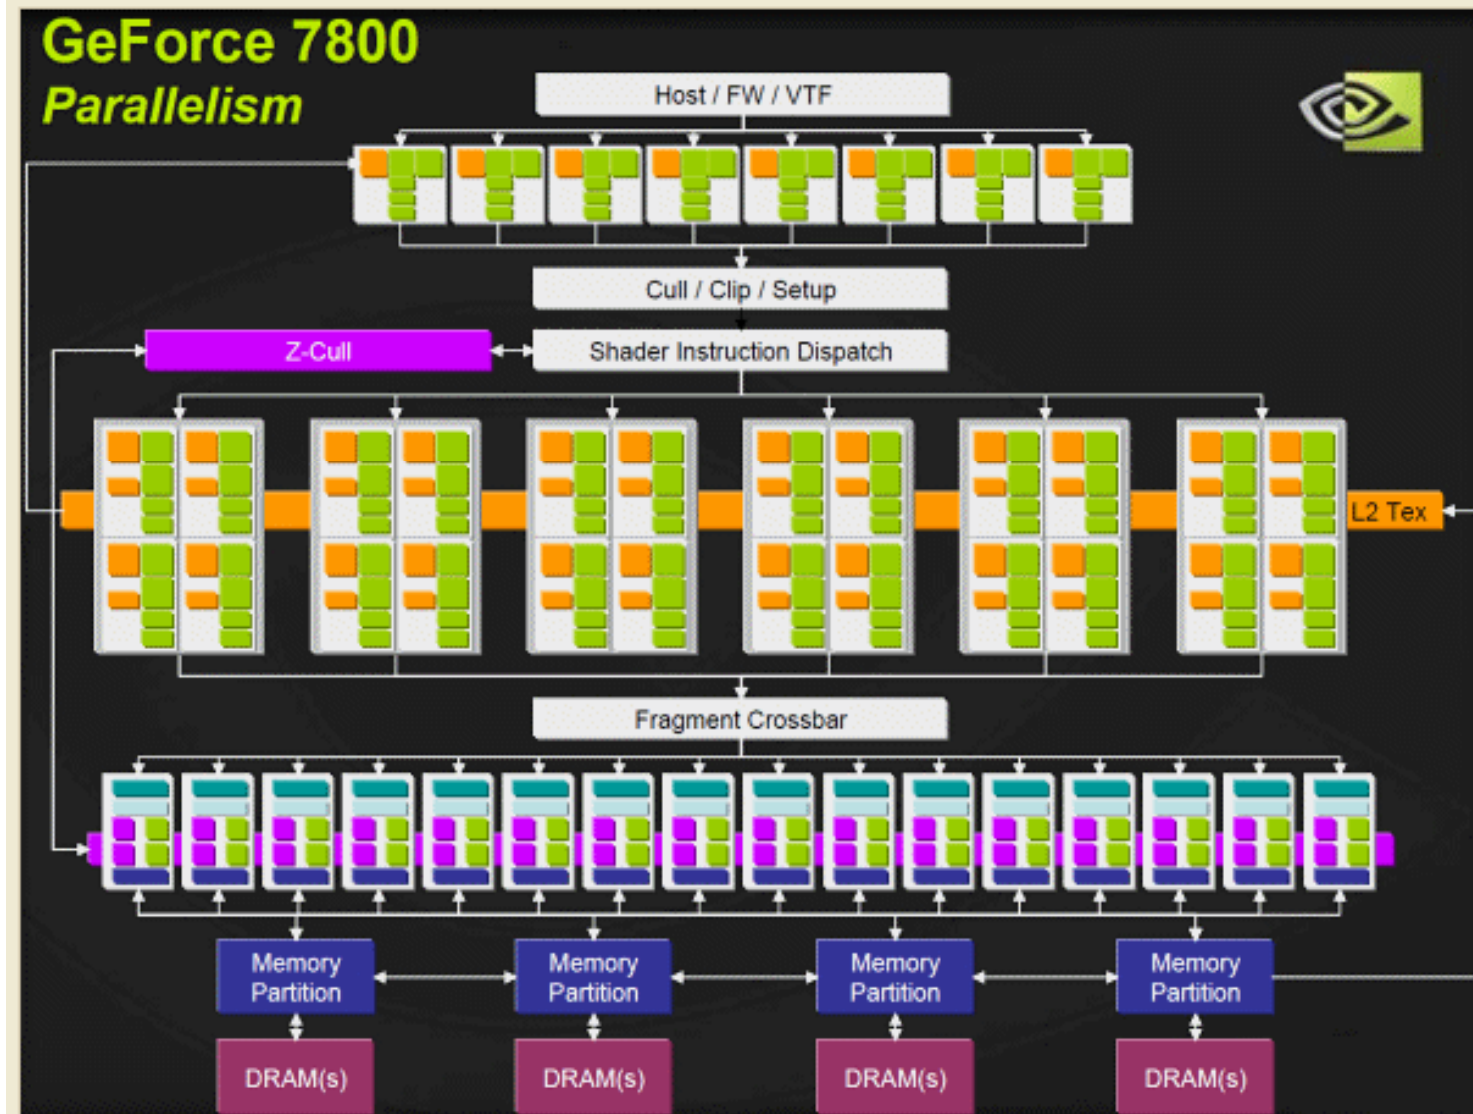 GeForce 7800
Parallelism
Host / FW / VTF
Cull / Clip / Setup
Z-Cull
Shader Instruction Dispatch
L2 Tex
Fragment Crossbar
Memory
Partition
Memory
Partition
Memory
Partition
Memory
Partition
DRAM(s)
DRAM(s)
DRAM(s)
DRAM(s)